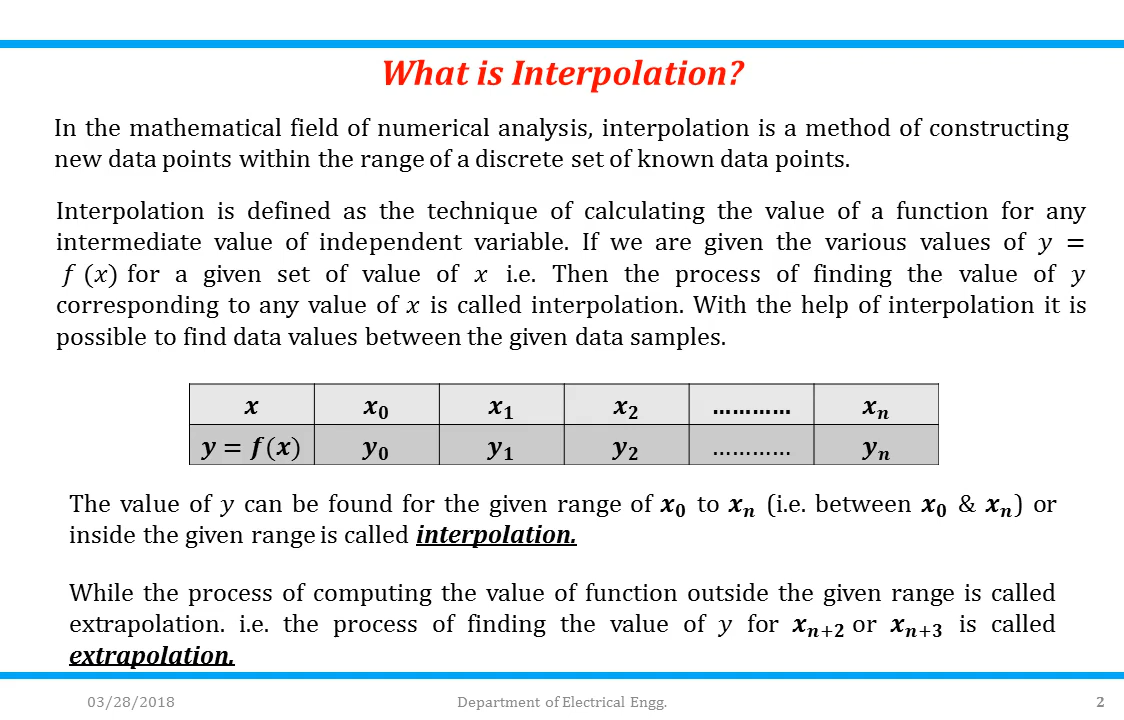 What is Interpolation?
In the mathematical field of numerical analysis, interpolation is a method of constructing
new data points within the range of a discrete set of known data points.
Interpolation is defined as the technique of calculating the value of a function for any
intermediate value of independent variable. If we are given the various values of 𝑦 =
𝑓 (𝑥) for a given set of value of 𝑥 i.e. Then the process of finding the value of 𝑦
corresponding to any value of 𝑥 is called interpolation. With the help of interpolation it is
possible to find data values between the given data samples.
𝒙 𝒙₀ 𝒙₁ 𝒙₂ ………… 𝒙ₙ
𝒚 = 𝒇(𝒙) 𝒚₀ 𝒚₁ 𝒚₂ ………… 𝒚ₙ
The value of 𝑦 can be found for the given range of 𝒙₀ to 𝒙ₙ (i.e. between 𝒙₀ & 𝒙ₙ) or
inside the given range is called interpolation.
While the process of computing the value of function outside the given range is called
extrapolation. i.e. the process of finding the value of 𝑦 for 𝒙ₙ₊₂ or 𝒙ₙ₊₃ is called
extrapolation.
03/28/2018 Department of Electrical Engg. 2